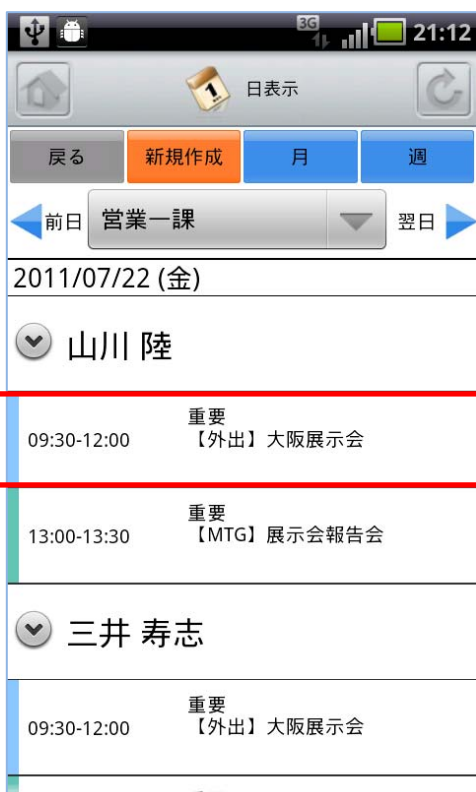 3G 21:12
1 日表示
戻る 新規作成 月 週
前日 営業一課 翌日
2011/07/22 (金)
山川 陸
重要
09:30-12:00 【外出】大阪展示会
重要
13:00-13:30 【MTG】展示会報告会
三井 寿志
重要
09:30-12:00 【外出】大阪展示会